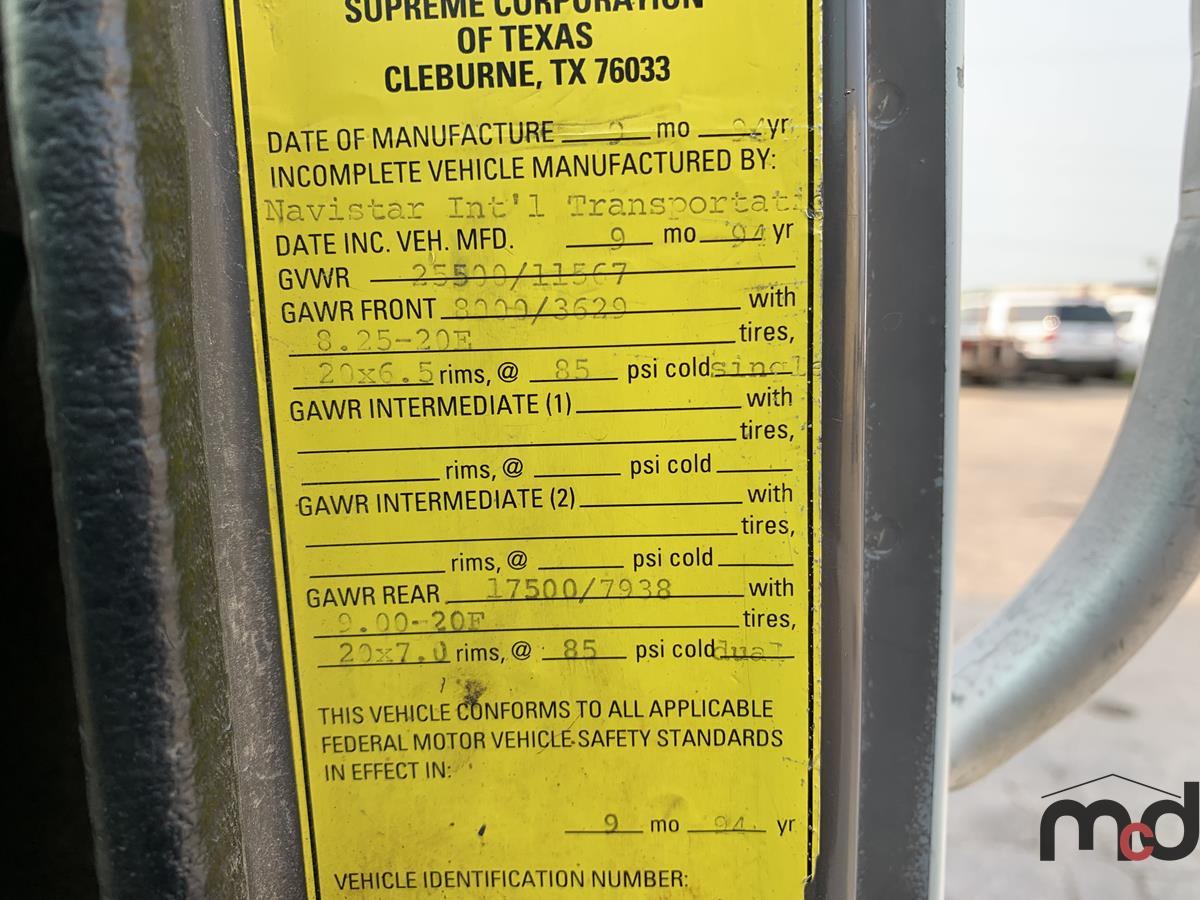 SUPREME CORPORATION
OF TEXAS
CLEBURNE, TX 76033
DATE OF MANUFACTURE 9 mo 94 yr
INCOMPLETE VEHICLE MANUFACTURED BY:
Navistar Int'l Transportati
DATE INC. VEH. MFD. 9 mo 94 yr
GVWR 25500/11567
GAWR FRONT 8000/3629 with
8.25-20E tires,
20x6.5 rims, @ 85 psi cold single
GAWR INTERMEDIATE (1) with
tires,
rims, @ psi cold
GAWR INTERMEDIATE (2) with
tires,
rims, @ psi cold
GAWR REAR 17500/7938 with
9.00-20F tires,
20x7.0 rims, @ 85 psi cold dual
THIS VEHICLE CONFORMS TO ALL APPLICABLE
FEDERAL MOTOR VEHICLE SAFETY STANDARDS
IN EFFECT IN:
9 mo 94 yr
VEHICLE IDENTIFICATION NUMBER:
mcd